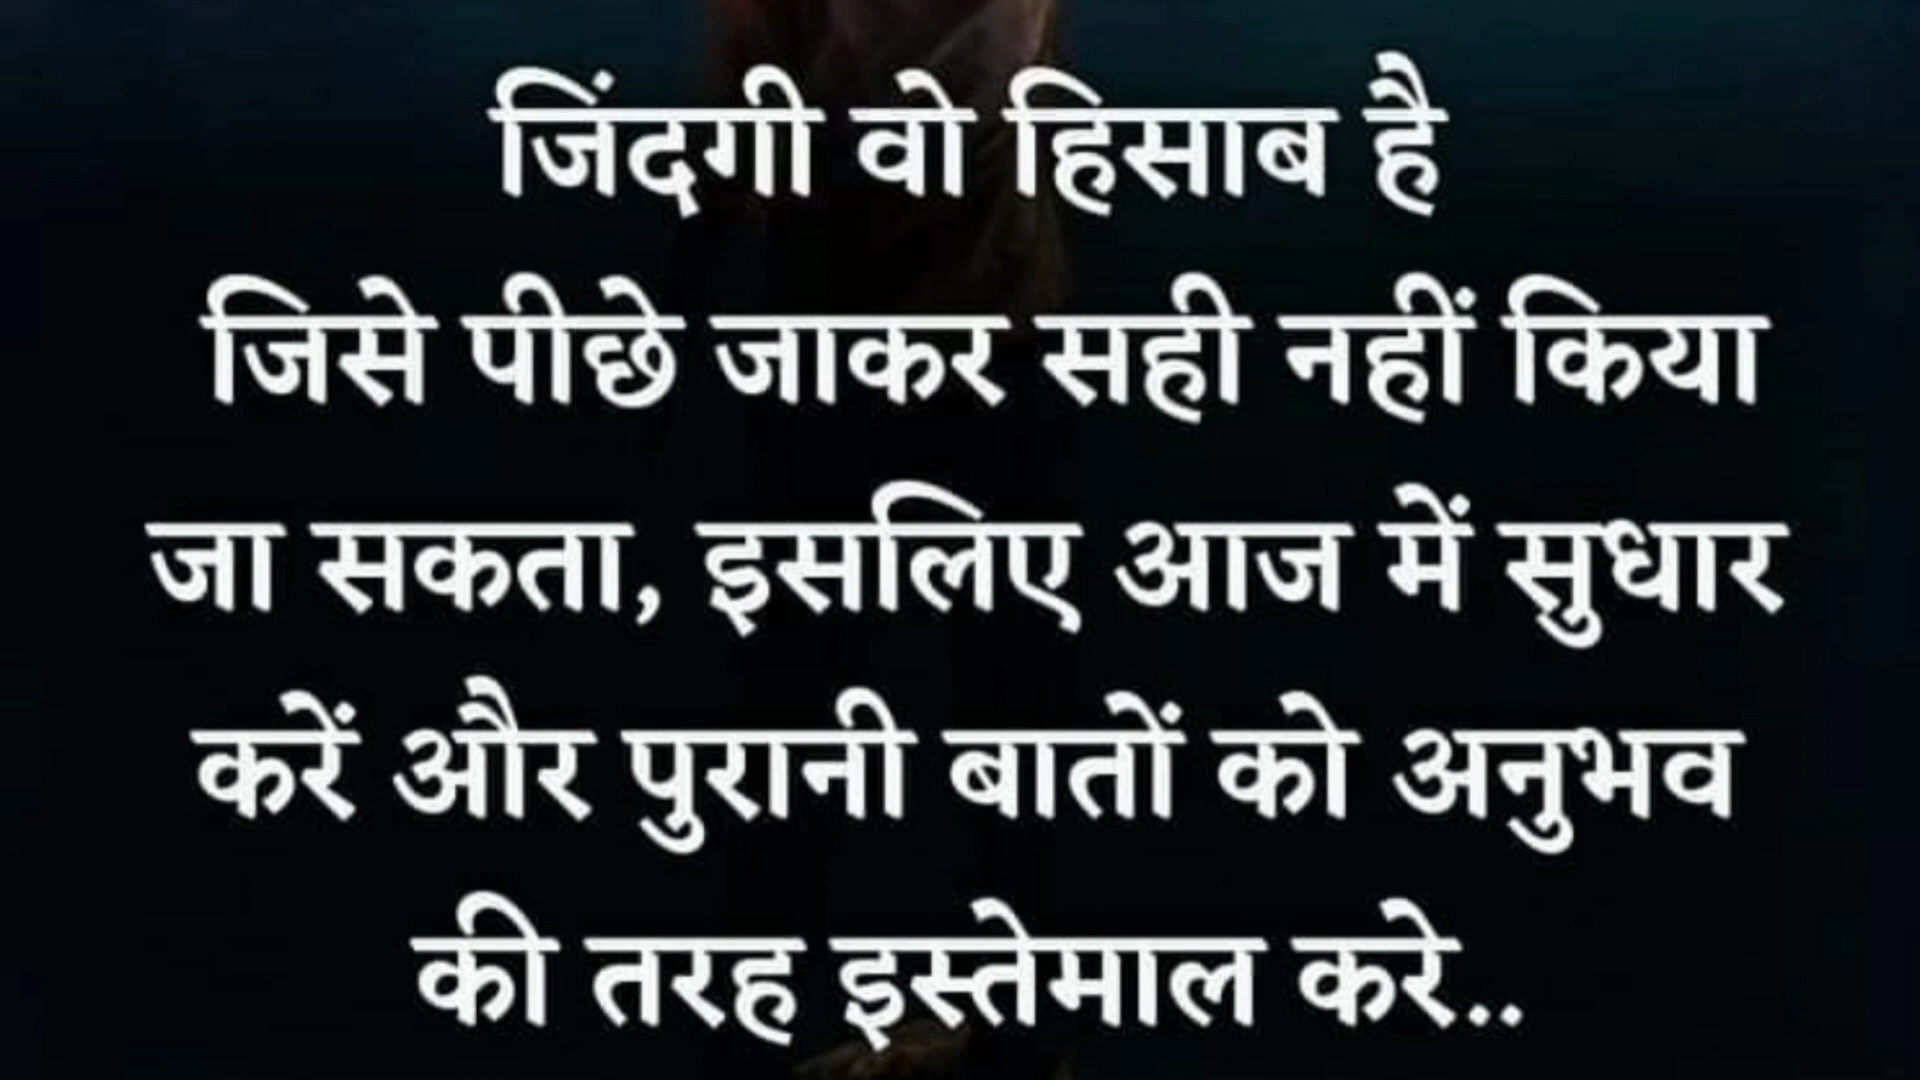 जिंदगी वो हिसाब है
जिसे पीछे जाकर सही नहीं किया
जा सकता, इसलिए आज में सुधार
करें और पुरानी बातों को अनुभव
की तरह इस्तेमाल करे..